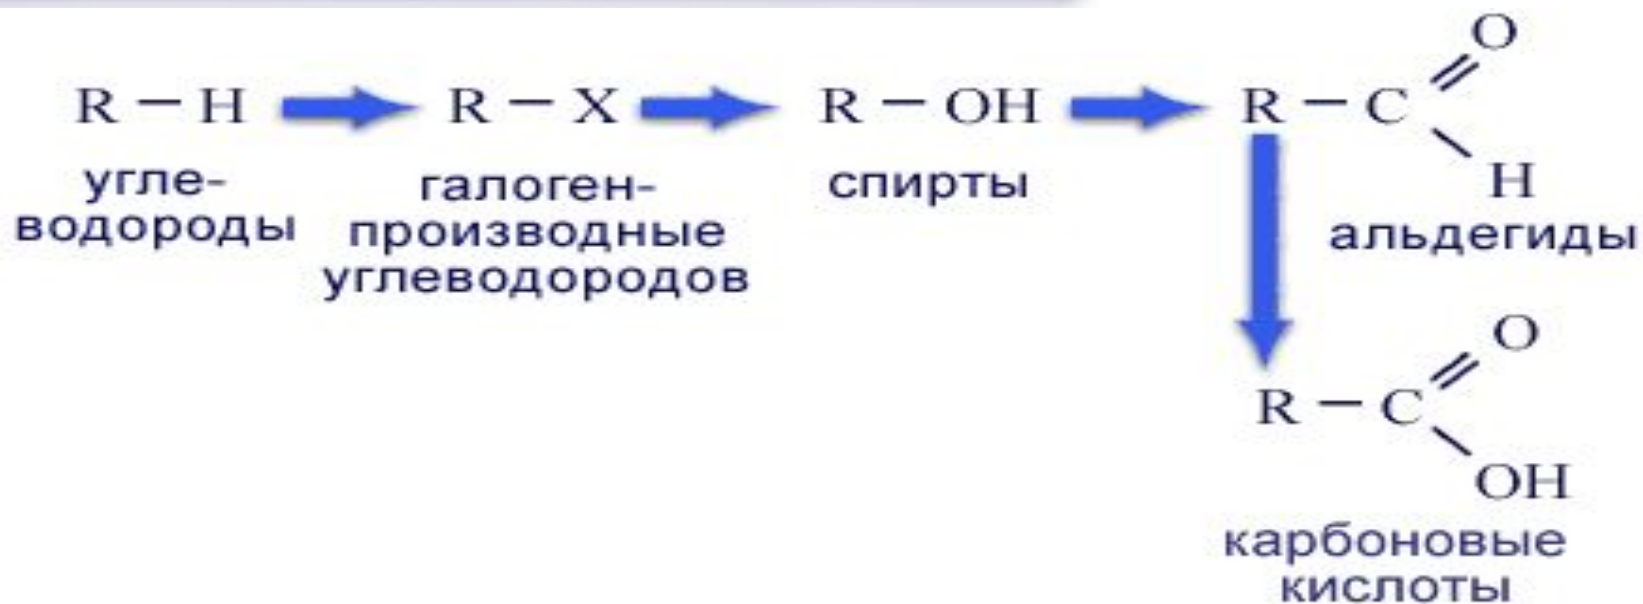 R – H R – X R – OH R – C O H
угле-
водороды
галоген-
производные
углеводородов
спирты
альдегиды
R – C O OH
карбоновые
кислоты